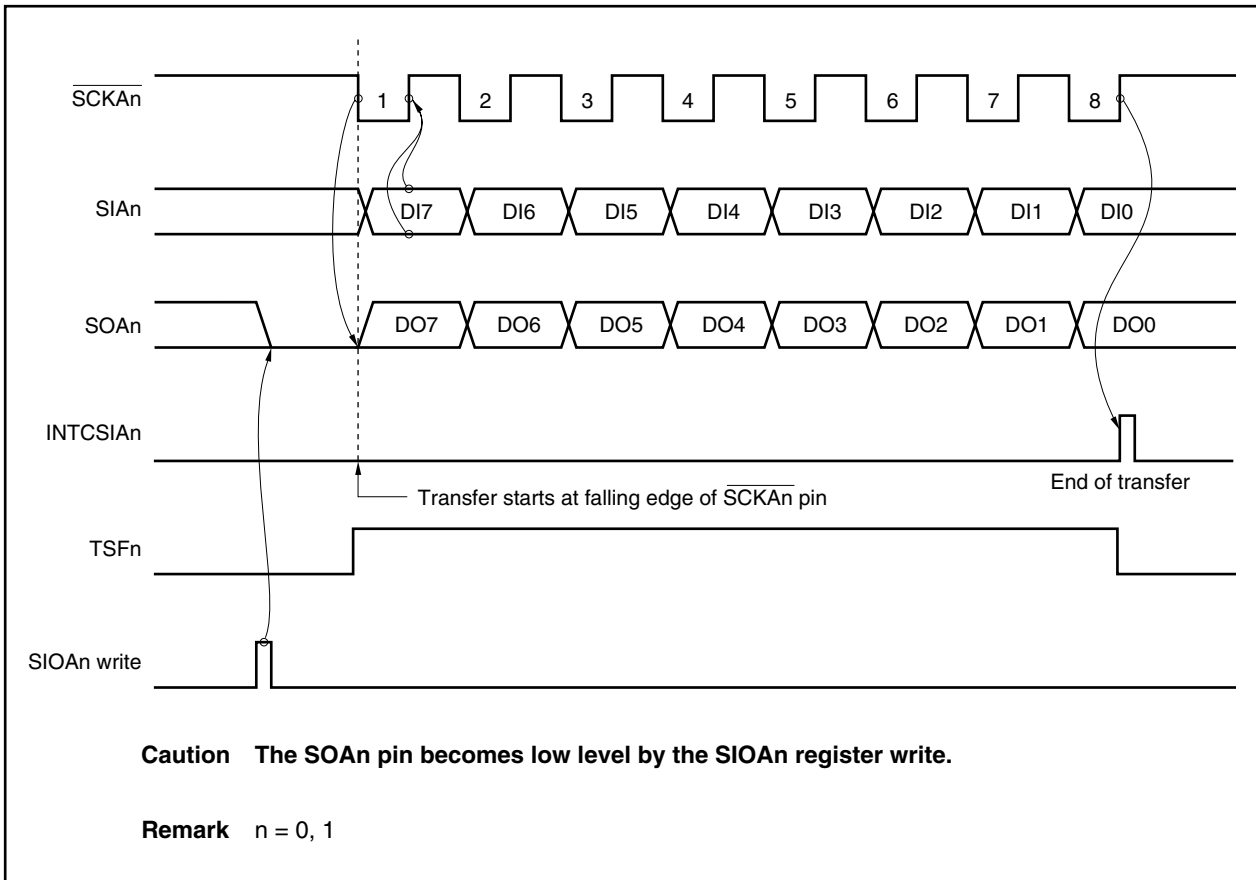 SCKAn
1 2 3 4 5 6 7 8
SIAn
DI7 DI6 DI5 DI4 DI3 DI2 DI1 DI0
SOAn
DO7 DO6 DO5 DO4 DO3 DO2 DO1 DO0
INTCSIAn
End of transfer
Transfer starts at falling edge of SCKAn pin
TSFn
SIOAn write
Caution The SOAn pin becomes low level by the SIOAn register write.
Remark n = 0, 1